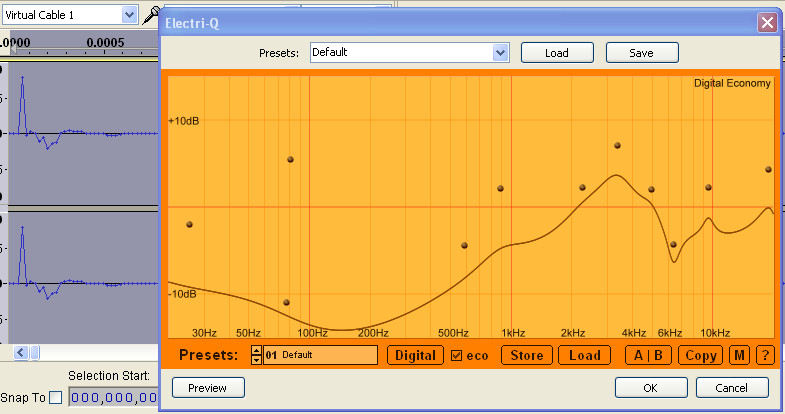 Virtual Cable 1
Electri-Q
.0000 0.0005
Presets: Default Load Save
Digital Economy
+10dB
-10dB
30Hz 50Hz 100Hz 200Hz 500Hz 1kHz 2kHz 4kHz 6kHz 10kHz
Presets: 01 Default Digital eco Store Load A | B Copy M ?
Selection Start:
Preview OK Cancel
Snap To 000,000,00